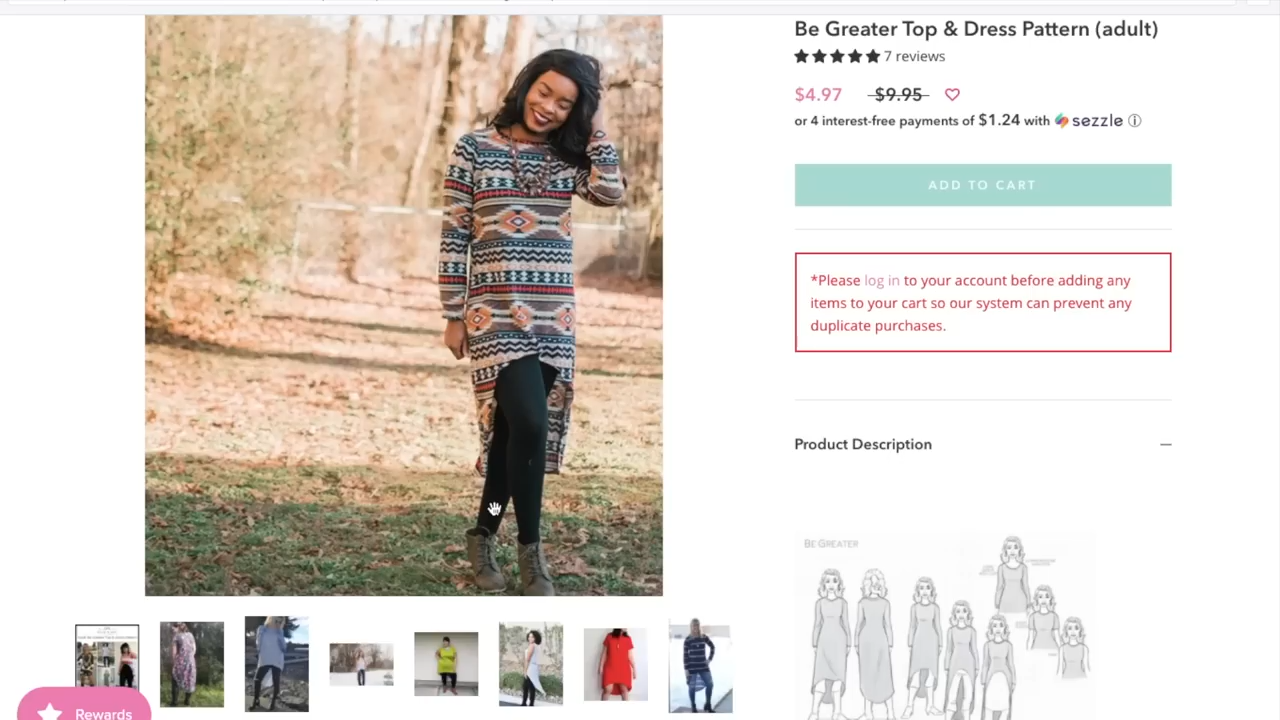 Be Greater Top & Dress Pattern (adult)
7 reviews
$4.97 $9.95
or 4 interest-free payments of $1.24 with sezzle
ADD TO CART
*Please log in to your account before adding any
items to your cart so our system can prevent any
duplicate purchases.
Product Description
BE GREATER
Rewards